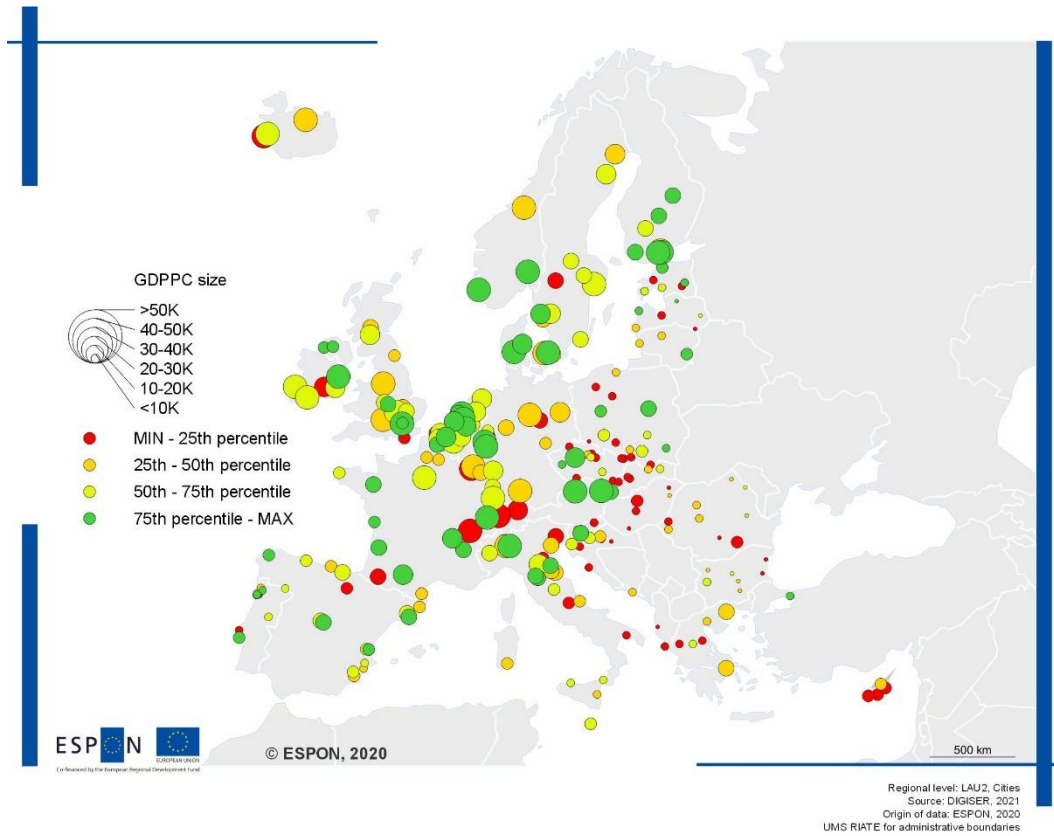 GDPPC size
>50K
40-50K
30-40K
20-30K
10-20K
<10K
MIN - 25th percentile
25th - 50th percentile
50th - 75th percentile
75th percentile - MAX
ESPON
EUROPEAN UNION
Co-financed by the European Regional Development Fund
© ESPON, 2020
500 km
Regional level: LAU2, Cities
Source: DIGISER, 2021
Origin of data: ESPON, 2020
UMS RIATE for administrative boundaries